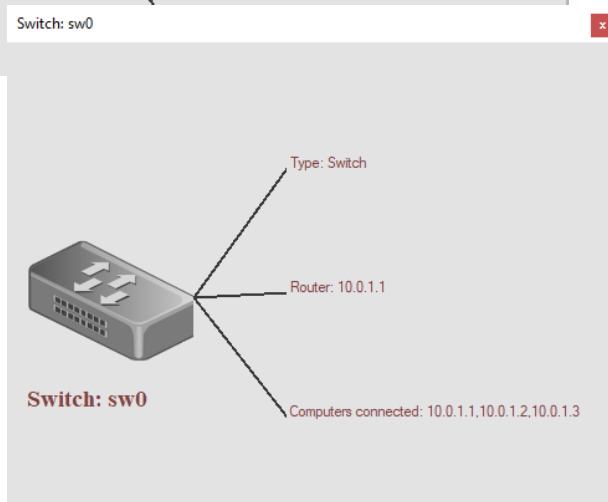 Switch: sw0
x
Type: Switch
Router: 10.0.1.1
Switch: sw0
Computers connected: 10.0.1.1,10.0.1.2,10.0.1.3